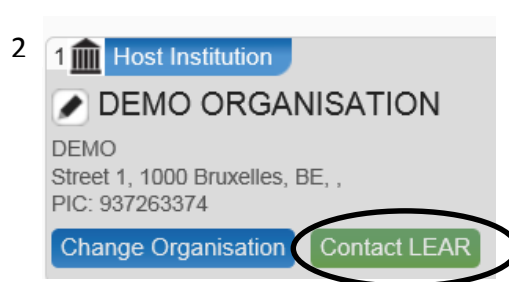 2
1 Host Institution
DEMO ORGANISATION
DEMO
Street 1, 1000 Bruxelles, BE, ,
PIC: 937263374
Change Organisation Contact LEAR